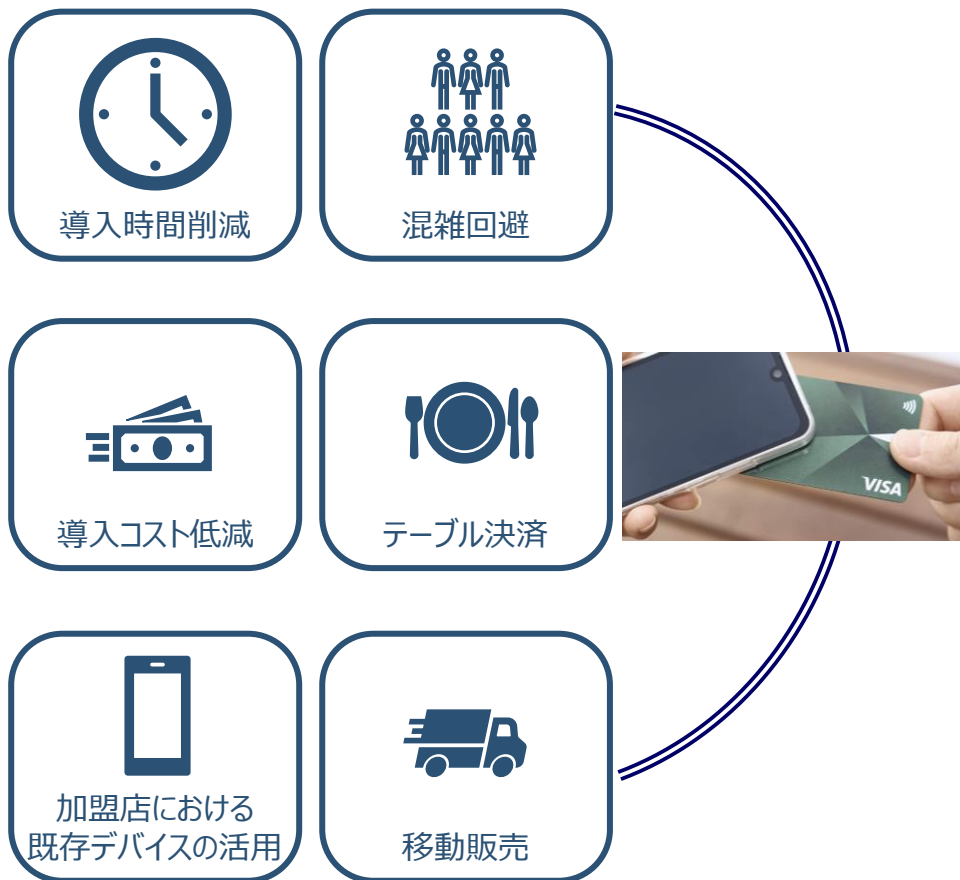 導入時間削減
混雑回避
導入コスト低減
テーブル決済
VISA
加盟店における
既存デバイスの活用
移動販売